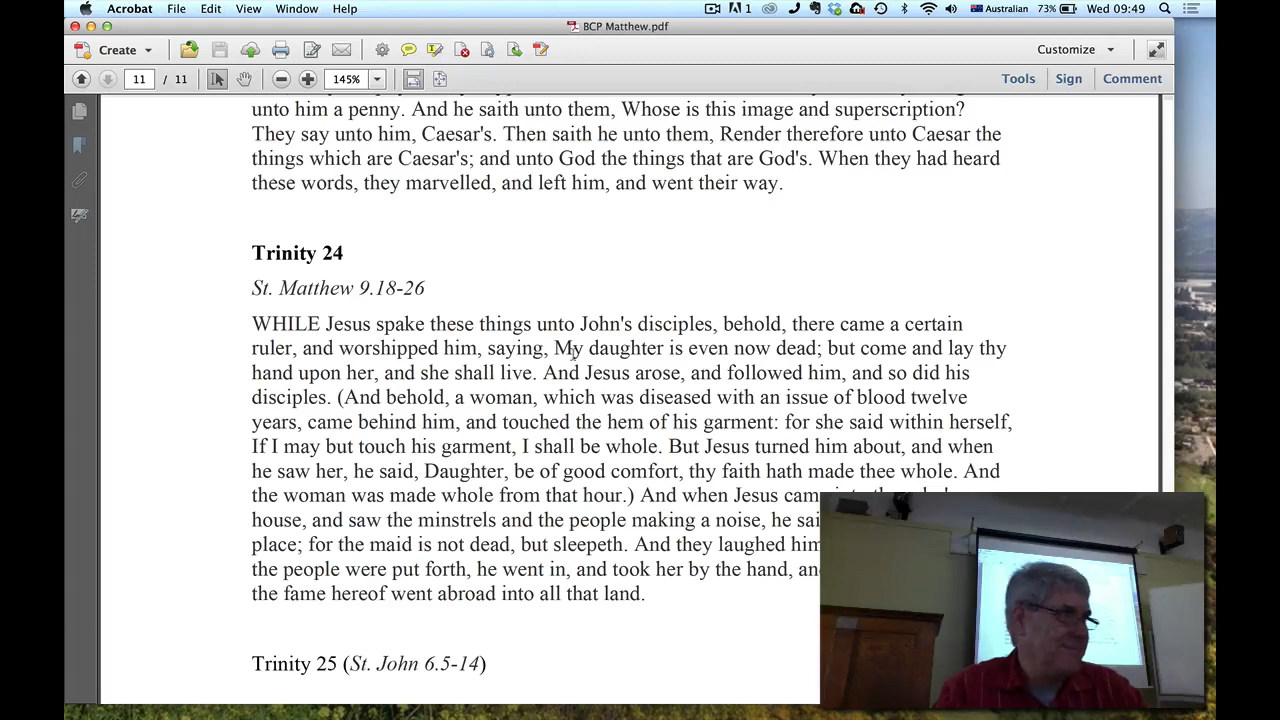 Acrobat File Edit View Window Help
1 Australian 73% Wed 09:49
BCP Matthew.pdf
Create Customize
11 / 11 145% Tools Sign Comment
unto him a penny. And he saith unto them, Whose is this image and superscription?
They say unto him, Caesar's. Then saith he unto them, Render therefore unto Caesar the
things which are Caesar's; and unto God the things that are God's. When they had heard
these words, they marvelled, and left him, and went their way.
Trinity 24
St. Matthew 9.18-26
WHILE Jesus spake these things unto John's disciples, behold, there came a certain
ruler, and worshipped him, saying, My daughter is even now dead; but come and lay thy
hand upon her, and she shall live. And Jesus arose, and followed him, and so did his
disciples. (And behold, a woman, which was diseased with an issue of blood twelve
years, came behind him, and touched the hem of his garment: for she said within herself,
If I may but touch his garment, I shall be whole. But Jesus turned him about, and when
he saw her, he said, Daughter, be of good comfort, thy faith hath made thee whole. And
the woman was made whole from that hour.) And when Jesus
house, and saw the minstrels and the people making a noise, he
place; for the maid is not dead, but sleepeth. And they laughed him
the people were put forth, he went in, and took her by the hand,
the fame hereof went abroad into all that land.
Trinity 25 (St. John 6.5-14)